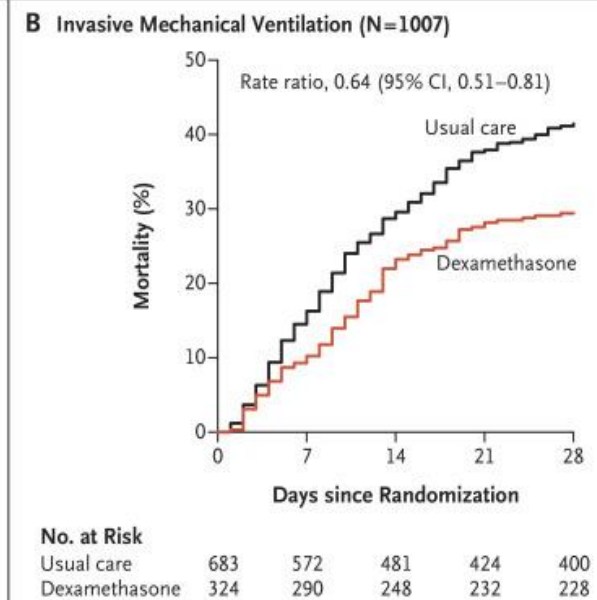 B Invasive Mechanical Ventilation (N=1007)
50
Rate ratio, 0.64 (95% CI, 0.51–0.81)
Usual care
40
30
Mortality (%)
Dexamethasone
20
10
0
0 7 14 21 28
Days since Randomization
No. at Risk
Usual care 683 572 481 424 400
Dexamethasone 324 290 248 232 228